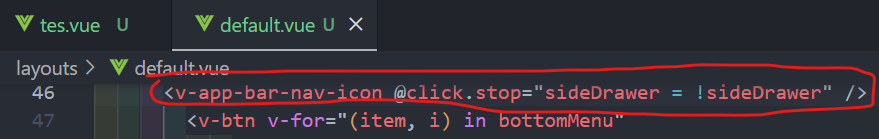 tes.vue U
default.vue U
layouts > default.vue
46 <v-app-bar-nav-icon @click.stop="sideDrawer = !sideDrawer" />
47 <v-btn v-for="(item, i) in bottomMenu"